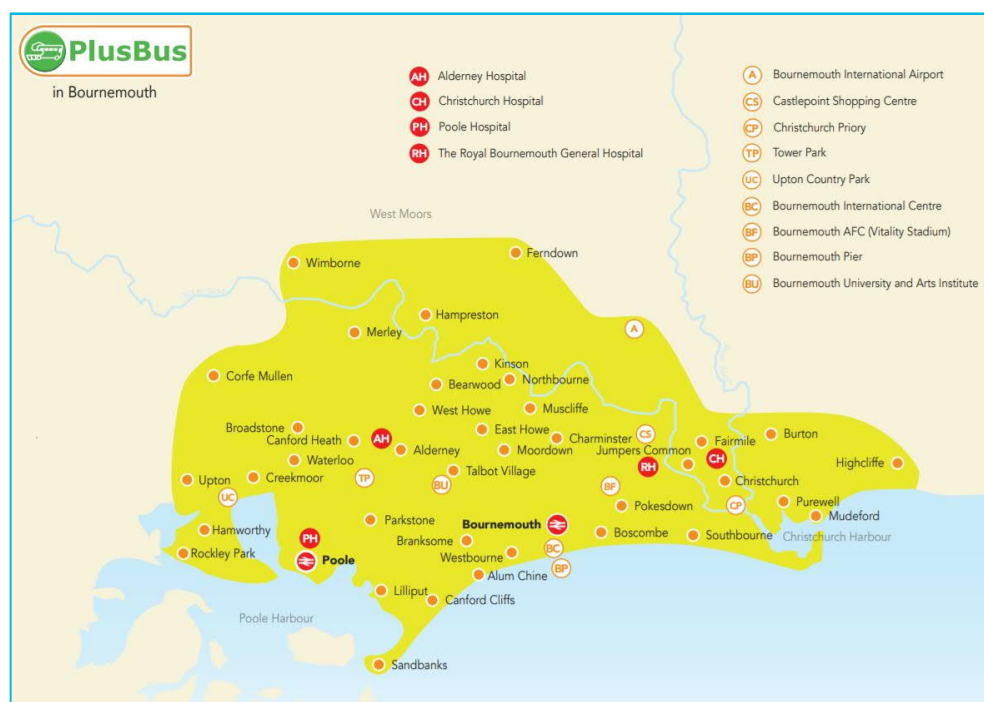 PlusBus
in Bournemouth
AH Alderney Hospital
CH Christchurch Hospital
PH Poole Hospital
RH The Royal Bournemouth General Hospital
A Bournemouth International Airport
CS Castlepoint Shopping Centre
CP Christchurch Priory
TP Tower Park
UC Upton Country Park
BC Bournemouth International Centre
BF Bournemouth AFC (Vitality Stadium)
BP Bournemouth Pier
BU Bournemouth University and Arts Institute
West Moors
Ferndown
Wimborne
Hampreston
A
Merley
Kinson
Corfe Mullen
Northbourne
Bearwood
West Howe
Muscliffe
Broadstone
East Howe
CS
Burton
Canford Heath
AH
Charminster
Fairmile
Alderney
Moordown
Jumpers Common
CH
Waterloo
RH
Highcliffe
Talbot Village
Upton
Creekmoor
TP
BU
BF
Christchurch
UC
Pokesdown
CP
Purewell
Parkstone
Bournemouth
Mudeford
Hamworthy
PH
Branksome
Boscombe
Southbourne
Christchurch Harbour
Rockley Park
Poole
Westbourne
BC
BP
Alum Chine
Lilliput
Canford Cliffs
Poole Harbour
Sandbanks